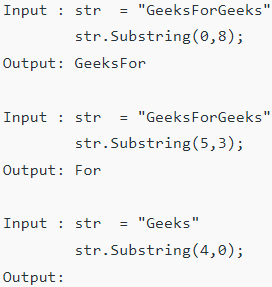 Input : str  = "GeeksForGeeks"
        str.Substring(0,8);
Output: GeeksFor
Input : str  = "GeeksForGeeks"
        str.Substring(5,3);
Output: For
Input : str  = "Geeks"
        str.Substring(4,0);
Output: